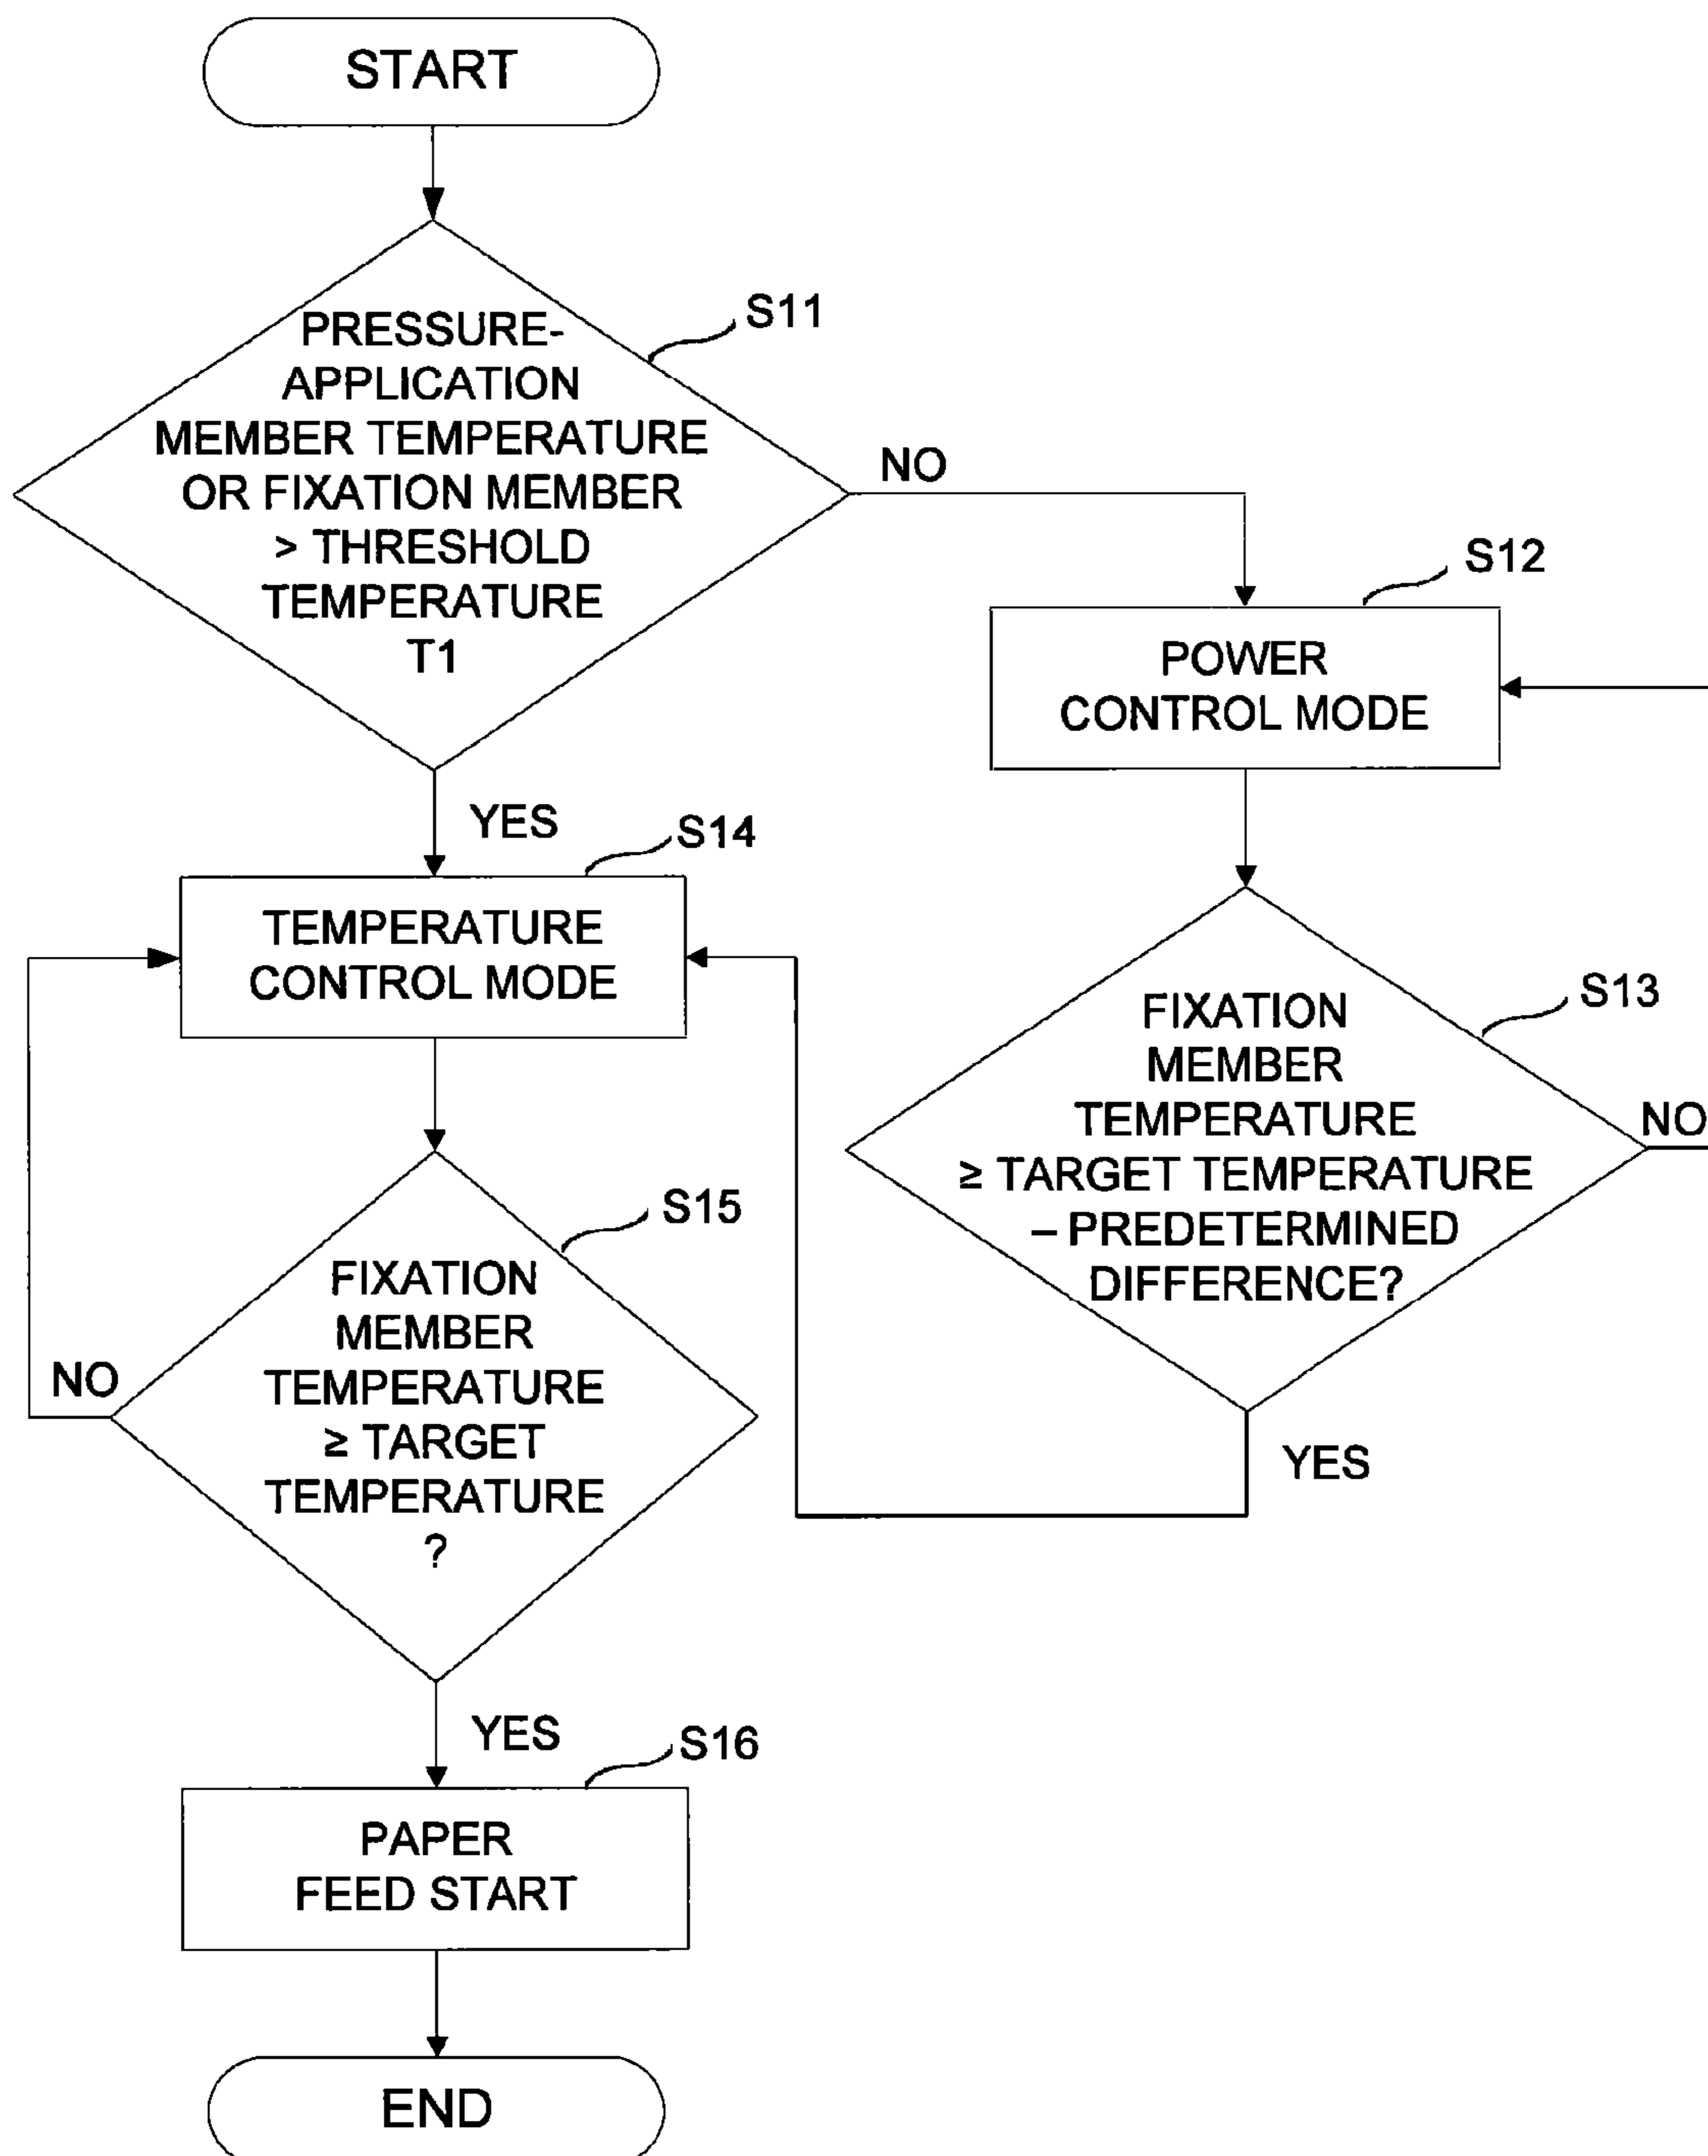 START
PRESSURE-
APPLICATION
MEMBER TEMPERATURE
OR FIXATION MEMBER
> THRESHOLD
TEMPERATURE
T1
S11
NO
S12
POWER
CONTROL MODE
YES
S14
TEMPERATURE
CONTROL MODE
S13
FIXATION
MEMBER
TEMPERATURE
≥ TARGET TEMPERATURE
– PREDETERMINED
DIFFERENCE?
NO
YES
S15
FIXATION
MEMBER
TEMPERATURE
≥ TARGET
TEMPERATURE
?
NO
YES
S16
PAPER
FEED START
END